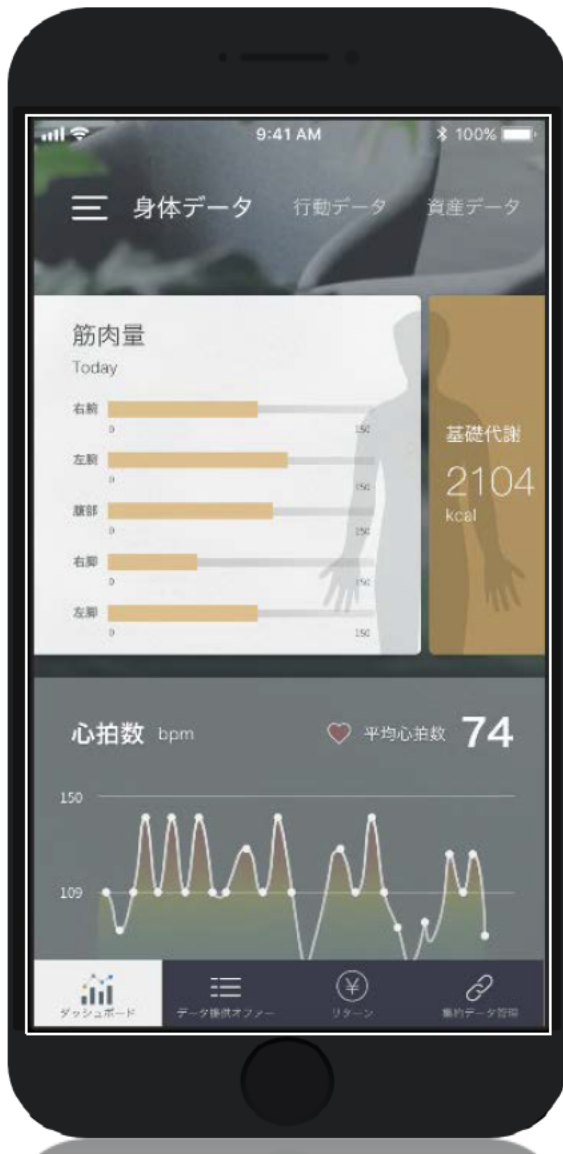 9:41 AM
100%
身体データ 行動データ 資産データ
筋肉量
Today
右腕
0 150
左腕
0 150
腹部
0 150
右脚
0 150
左脚
0 150
基礎代謝
2104
kcal
心拍数 bpm
平均心拍数 74
150
109
¥
ダッシュボード データ提供オファー リターン 集約データ管理